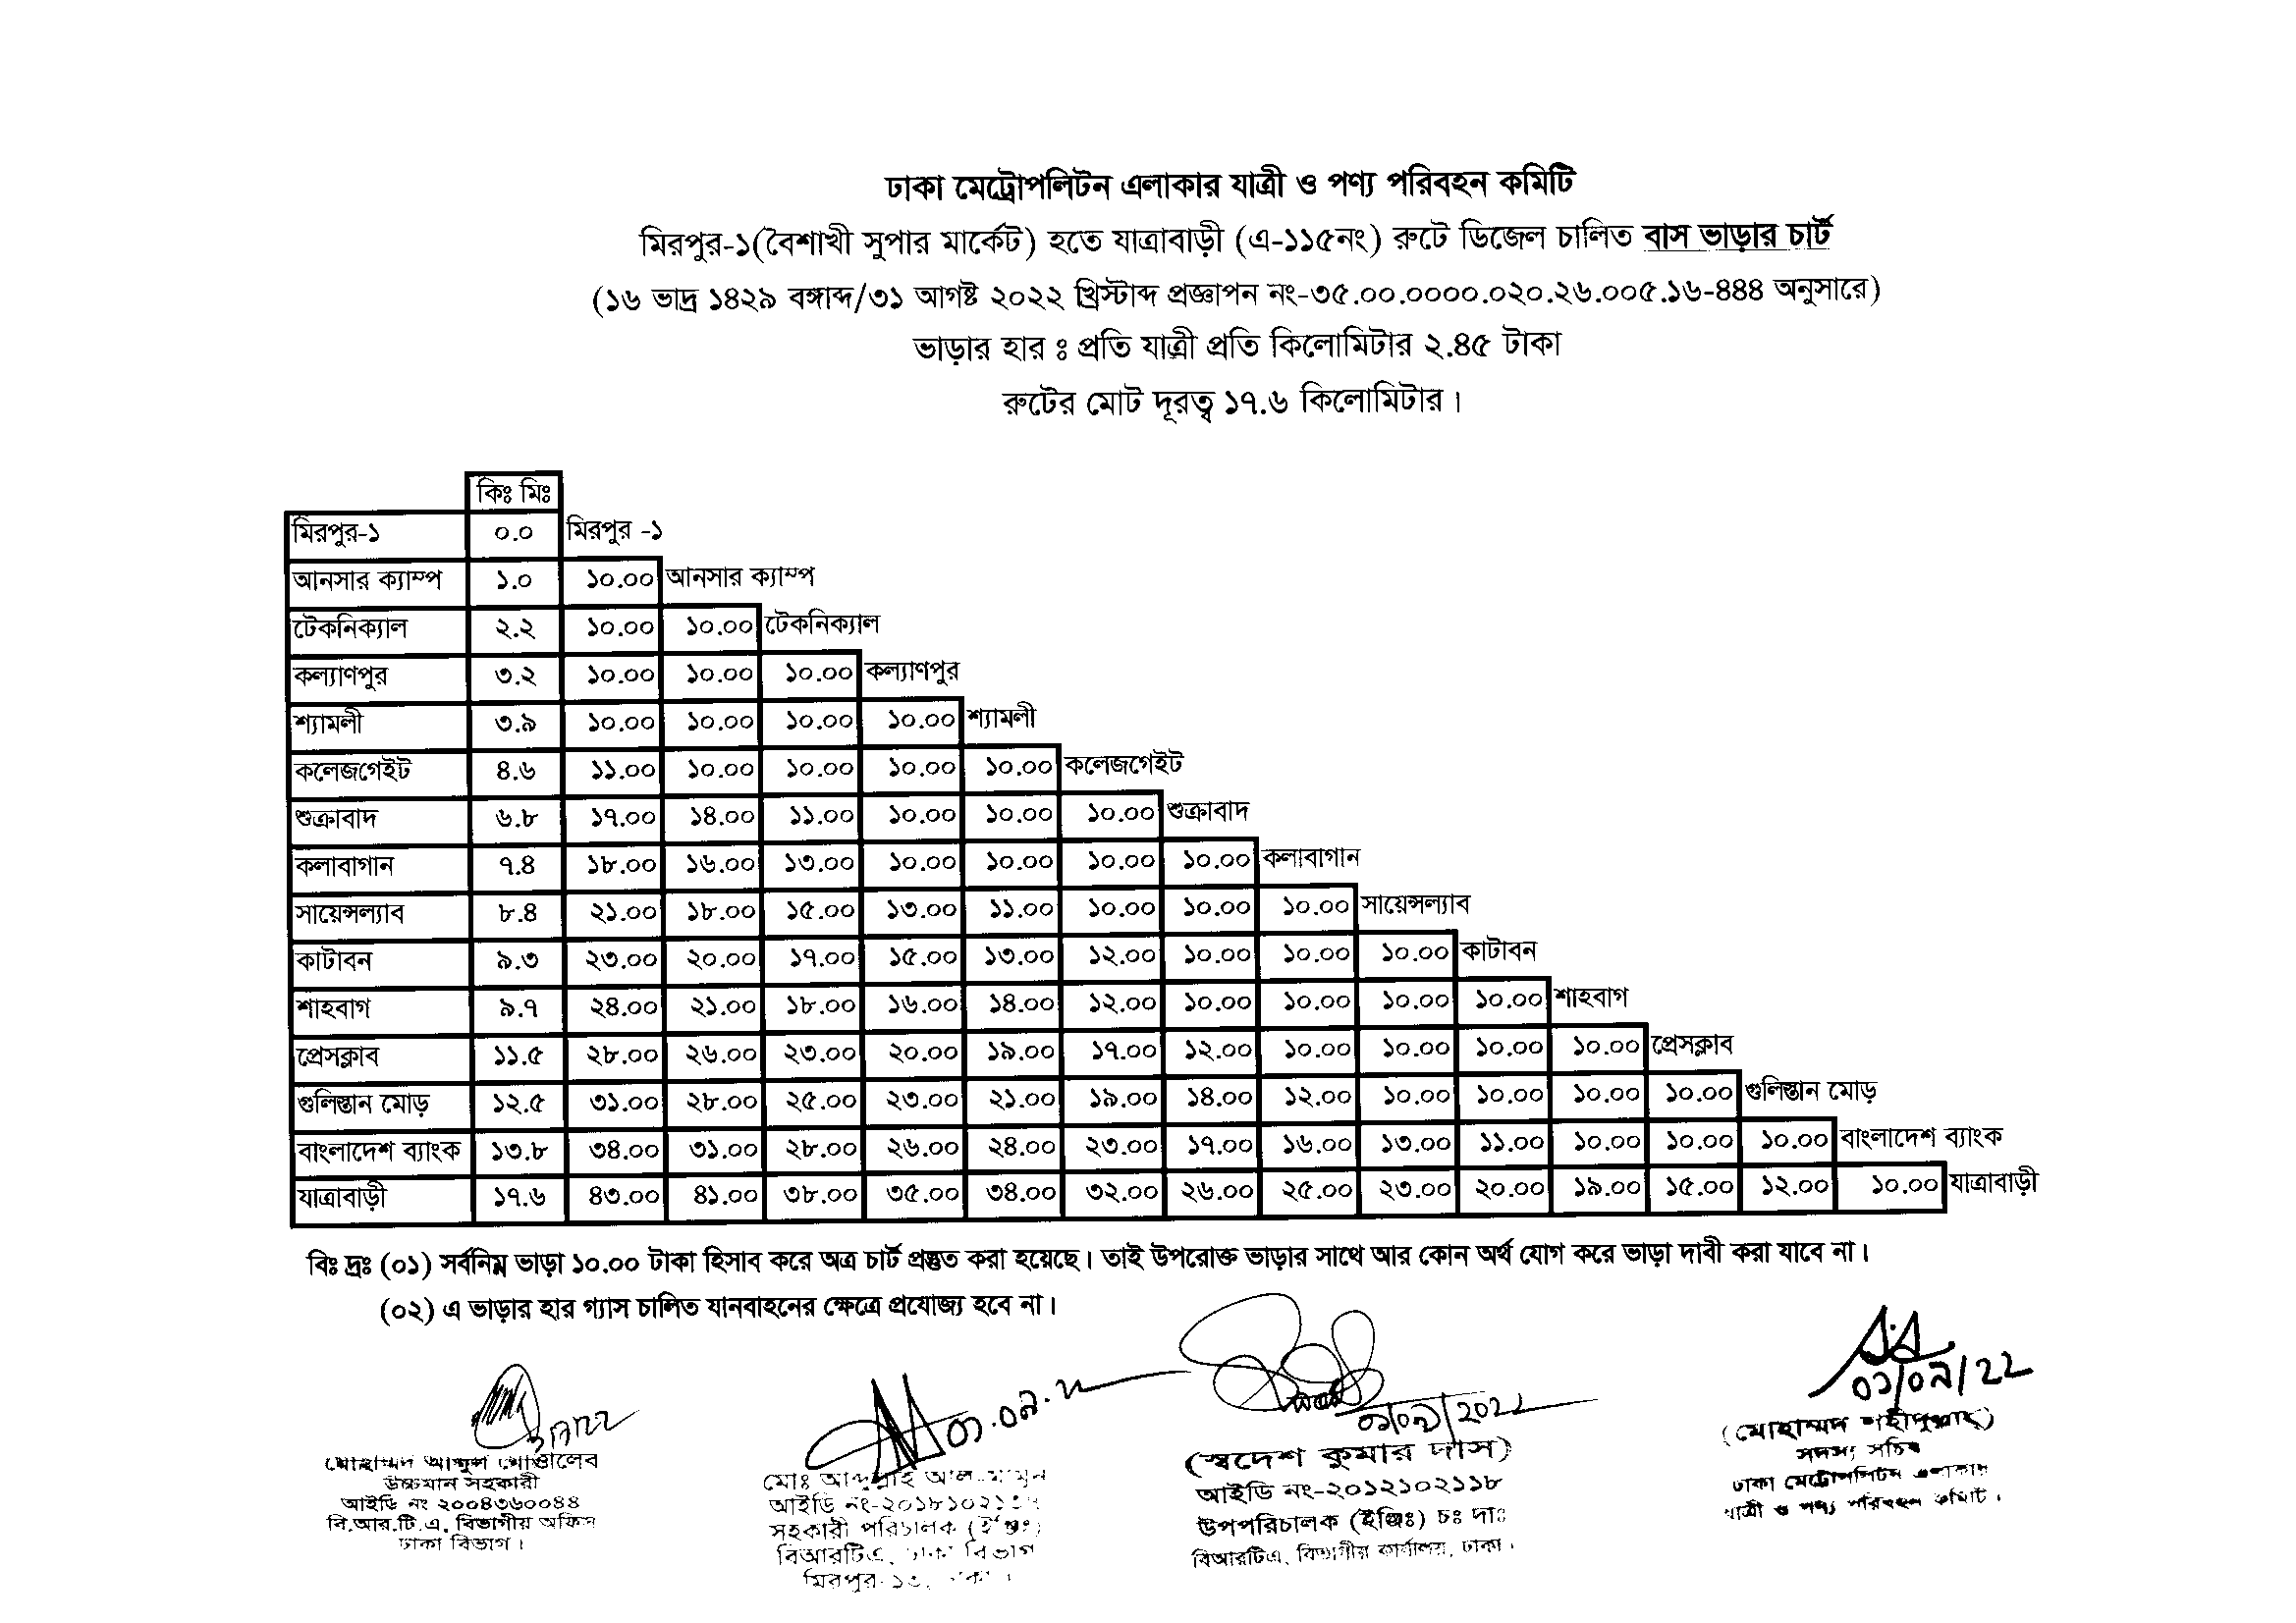 ঢাকা মেট্রোপলিটন এলাকার যাত্রী ও পণ্য পরিবহন কমিটি
মিরপুর-১(বৈশাখী সুপার মার্কেট) হতে যাত্রাবাড়ী (এ-১১৫নং) রুটে ডিজেল চালিত বাস ভাড়ার চার্ট
(১৬ ভাদ্র ১৪২৯ বঙ্গাব্দ/৩১ আগষ্ট ২০২২ খ্রিস্টাব্দ প্রজ্ঞাপন নং-৩৫.০০.০০০০.০২০.২৬.০০৫.১৬-৪৪৪ অনুসারে)
ভাড়ার হার ঃ প্রতি যাত্রী প্রতি কিলোমিটার ২.৪৫ টাকা
রুটের মোট দূরত্ব ১৭.৬ কিলোমিটার।
কিঃ মিঃ
মিরপুর-১ ০.০ মিরপুর -১
আনসার ক্যাম্প ১.০ ১০.০০ আনসার ক্যাম্প
টেকনিক্যাল ২.২ ১০.০০ ১০.০০ টেকনিক্যাল
কল্যাণপুর ৩.২ ১০.০০ ১০.০০ ১০.০০ কল্যাণপুর
শ্যামলী ৩.৯ ১০.০০ ১০.০০ ১০.০০ ১০.০০ শ্যামলী
কলেজগেইট ৪.৬ ১১.০০ ১০.০০ ১০.০০ ১০.০০ ১০.০০ কলেজগেইট
শুক্রাবাদ ৬.৮ ১৭.০০ ১৪.০০ ১১.০০ ১০.০০ ১০.০০ ১০.০০ শুক্রাবাদ
কলাবাগান ৭.৪ ১৮.০০ ১৬.০০ ১৩.০০ ১০.০০ ১০.০০ ১০.০০ ১০.০০ কলাবাগান
সায়েন্সল্যাব ৮.৪ ২১.০০ ১৮.০০ ১৫.০০ ১৩.০০ ১১.০০ ১০.০০ ১০.০০ ১০.০০ সায়েন্সল্যাব
কাটাবন ৯.৩ ২৩.০০ ২০.০০ ১৭.০০ ১৫.০০ ১৩.০০ ১২.০০ ১০.০০ ১০.০০ ১০.০০ কাটাবন
শাহবাগ ৯.৭ ২৪.০০ ২১.০০ ১৮.০০ ১৬.০০ ১৪.০০ ১২.০০ ১০.০০ ১০.০০ ১০.০০ ১০.০০ শাহবাগ
প্রেসক্লাব ১১.৫ ২৮.০০ ২৬.০০ ২৩.০০ ২০.০০ ১৯.০০ ১৭.০০ ১২.০০ ১০.০০ ১০.০০ ১০.০০ ১০.০০ প্রেসক্লাব
গুলিস্তান মোড় ১২.৫ ৩১.০০ ২৮.০০ ২৫.০০ ২৩.০০ ২১.০০ ১৯.০০ ১৪.০০ ১২.০০ ১০.০০ ১০.০০ ১০.০০ ১০.০০ গুলিস্তান মোড়
বাংলাদেশ ব্যাংক ১৩.৮ ৩৪.০০ ৩১.০০ ২৮.০০ ২৬.০০ ২৪.০০ ২৩.০০ ১৭.০০ ১৬.০০ ১৩.০০ ১১.০০ ১০.০০ ১০.০০ ১০.০০ বাংলাদেশ ব্যাংক
যাত্রাবাড়ী ১৭.৬ ৪৩.০০ ৪১.০০ ৩৮.০০ ৩৫.০০ ৩৪.০০ ৩২.০০ ২৬.০০ ২৫.০০ ২৩.০০ ২০.০০ ১৯.০০ ১৫.০০ ১২.০০ ১০.০০ যাত্রাবাড়ী
বিঃ দ্রঃ (০১) সর্বনিম্ন ভাড়া ১০.০০ টাকা হিসাব করে অত্র চার্ট প্রস্তুত করা হয়েছে। তাই উপরোক্ত ভাড়ার সাথে আর কোন অর্থ যোগ করে ভাড়া দাবী করা যাবে না।
(০২) এ ভাড়ার হার গ্যাস চালিত যানবাহনের ক্ষেত্রে প্রযোজ্য হবে না।
মোহাম্মদ আব্দুল মোত্তালেব
উচ্চমান সহকারী
আইডি নং ২০০৪৩৬০০৪৪
বি.আর.টি.এ, বিভাগীয় অফিস
ঢাকা বিভাগ।
০১.০৯.২২
মোঃ আব্দুল্লাহ আল মামুন
আইডি নং-২০১৮১০২
সহকারী পরিচালক (ইঞ্জিঃ)
বিআরটিএ, ঢাকা বিভাগ
মিরপুর-১৩, ঢাকা।
০১/০৯/২০২২
(স্বদেশ কুমার দাস)
আইডি নং-২০১২১০২১১৮
উপপরিচালক (ইঞ্জিঃ) চঃ দাঃ
বিআরটিএ, বিভাগীয় কার্যালয়, ঢাকা।
০১/০৯/২২
(মোহাম্মদ শহীদুল্লাহ)
সদস্য সচিব
ঢাকা মেট্রোপলিটন এলাকার
যাত্রী ও পণ্য পরিবহন কমিটি।